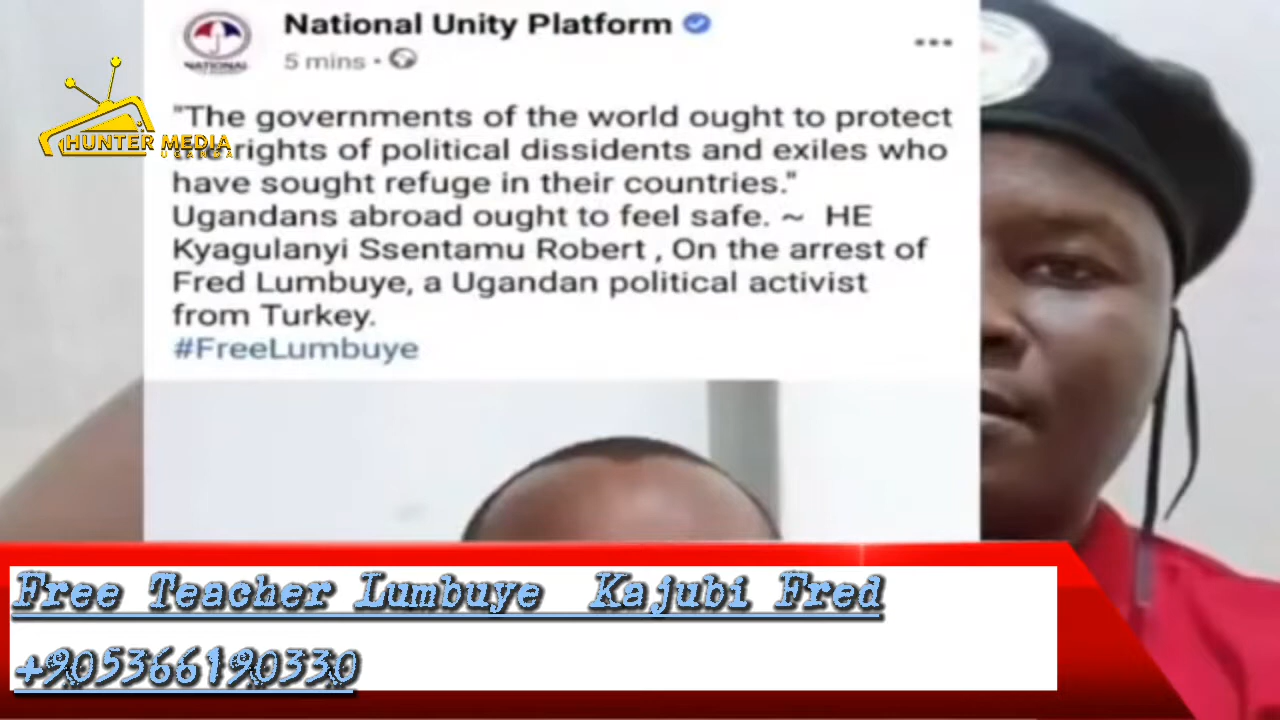 National Unity Platform
5 mins
NATIONAL
HUNTER MEDIA
UGANDA
"The governments of the world ought to protect
rights of political dissidents and exiles who
have sought refuge in their countries."
Ugandans abroad ought to feel safe. ~ HE
Kyagulanyi Ssentamu Robert , On the arrest of
Fred Lumbuye, a Ugandan political activist
from Turkey.
#FreeLumbuye
Free Teacher Lumbuye Kajubi Fred
+905366190330